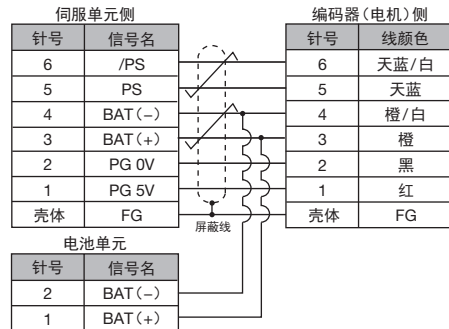 伺服单元侧 编码器(电机)侧
针号 信号名 针号 线颜色
6 /PS 6 天蓝/白
5 PS 5 天蓝
4 BAT(-) 4 橙/白
3 BAT(+) 3 橙
2 PG 0V 2 黑
1 PG 5V 1 红
壳体 FG 壳体 FG
屏蔽线
电池单元
针号 信号名
2 BAT(-)
1 BAT(+)